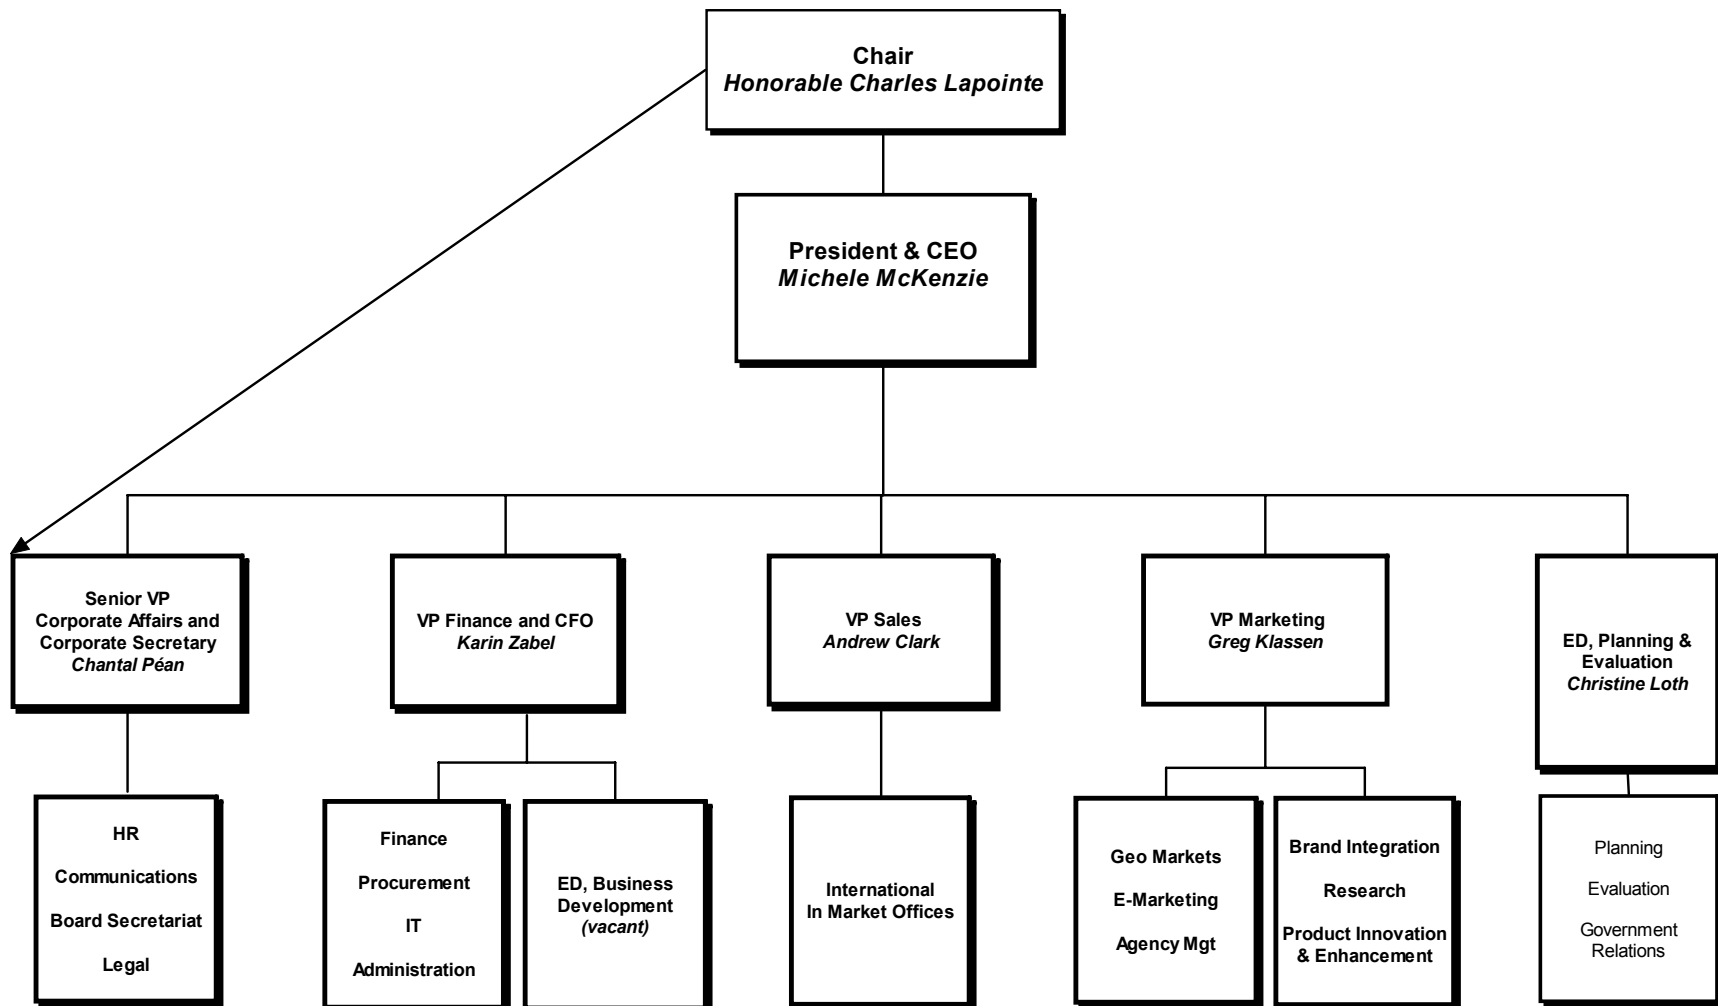 Chair
Honorable Charles Lapointe
President & CEO
Michele McKenzie
Senior VP
Corporate Affairs and
Corporate Secretary
Chantal Péan
VP Finance and CFO
Karin Zabel
VP Sales
Andrew Clark
VP Marketing
Greg Klassen
ED, Planning &
Evaluation
Christine Loth
HR
Communications
Board Secretariat
Legal
Finance
Procurement
IT
Administration
ED, Business
Development
(vacant)
International
In Market Offices
Geo Markets
E-Marketing
Agency Mgt
Brand Integration
Research
Product Innovation
& Enhancement
Planning
Evaluation
Government
Relations